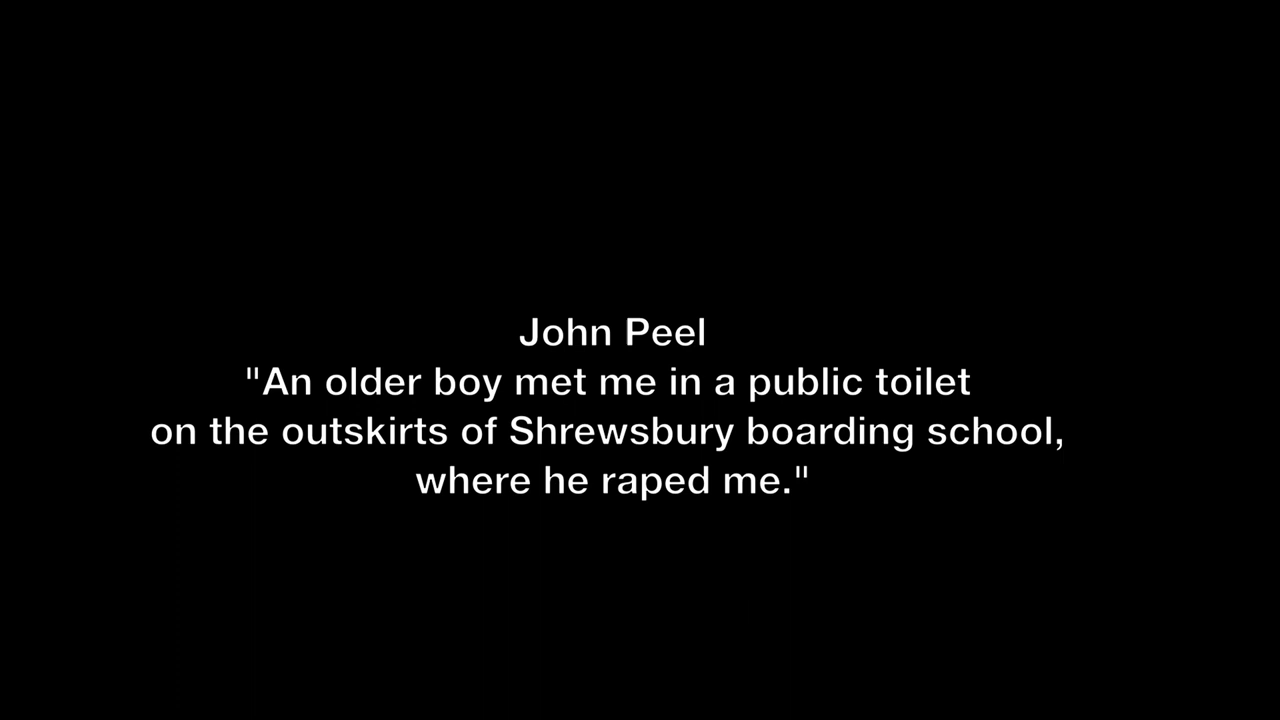 John Peel
"An older boy met me in a public toilet
on the outskirts of Shrewsbury boarding school,
where he raped me."